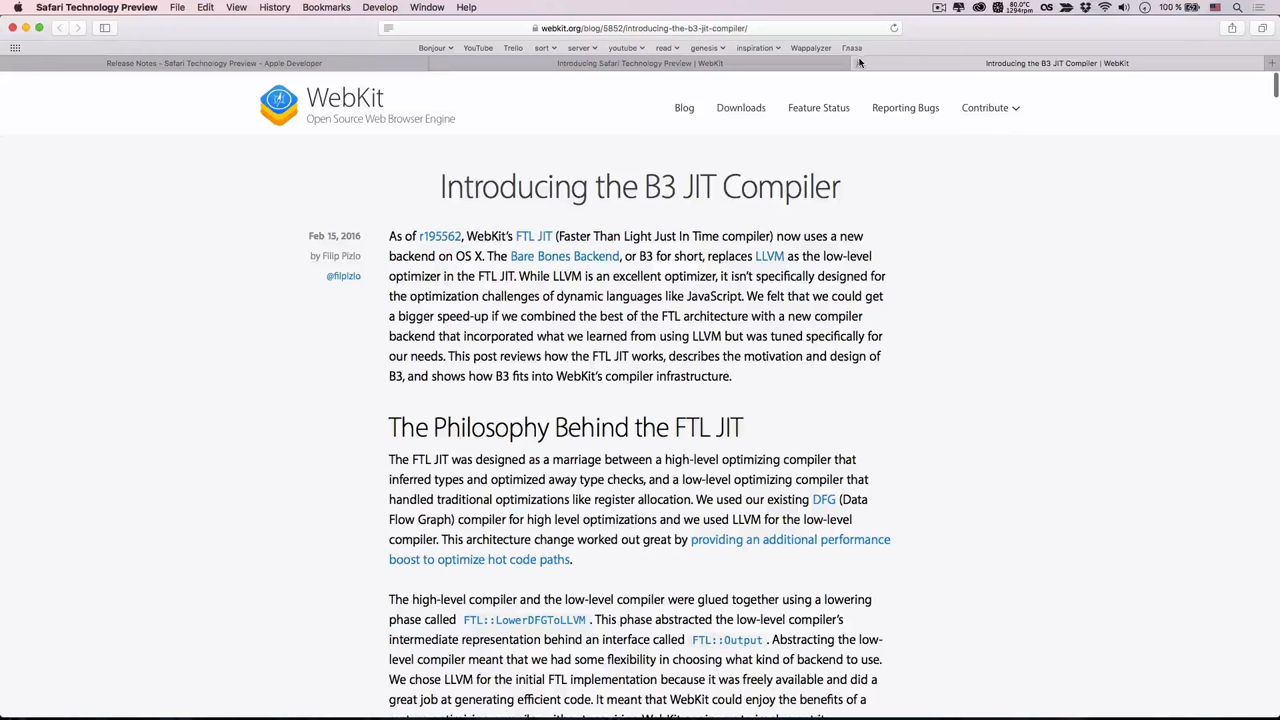 Safari Technology Preview File Edit View History Bookmarks Develop Window Help
80.0°C
1294rpm
100 %
webkit.org/blog/5852/introducing-the-b3-jit-compiler/
Bonjour YouTube Trello sort server youtube read genesis inspiration Wappalyzer Глаза
Release Notes - Safari Technology Preview - Apple Developer
Introducing Safari Technology Preview | WebKit
Introducing the B3 JIT Compiler | WebKit
WebKit
Open Source Web Browser Engine
Blog Downloads Feature Status Reporting Bugs Contribute
Introducing the B3 JIT Compiler
Feb 15, 2016
by Filip Pizlo
@filpizlo
As of r195562, WebKit’s FTL JIT (Faster Than Light Just In Time compiler) now uses a new
backend on OS X. The Bare Bones Backend, or B3 for short, replaces LLVM as the low-level
optimizer in the FTL JIT. While LLVM is an excellent optimizer, it isn’t specifically designed for
the optimization challenges of dynamic languages like JavaScript. We felt that we could get
a bigger speed-up if we combined the best of the FTL architecture with a new compiler
backend that incorporated what we learned from using LLVM but was tuned specifically for
our needs. This post reviews how the FTL JIT works, describes the motivation and design of
B3, and shows how B3 fits into WebKit’s compiler infrastructure.
The Philosophy Behind the FTL JIT
The FTL JIT was designed as a marriage between a high-level optimizing compiler that
inferred types and optimized away type checks, and a low-level optimizing compiler that
handled traditional optimizations like register allocation. We used our existing DFG (Data
Flow Graph) compiler for high level optimizations and we used LLVM for the low-level
compiler. This architecture change worked out great by providing an additional performance
boost to optimize hot code paths.
The high-level compiler and the low-level compiler were glued together using a lowering
phase called FTL::LowerDFGToLLVM . This phase abstracted the low-level compiler’s
intermediate representation behind an interface called FTL::Output . Abstracting the low-
level compiler meant that we had some flexibility in choosing what kind of backend to use.
We chose LLVM for the initial FTL implementation because it was freely available and did a
great job at generating efficient code. It meant that WebKit could enjoy the benefits of a